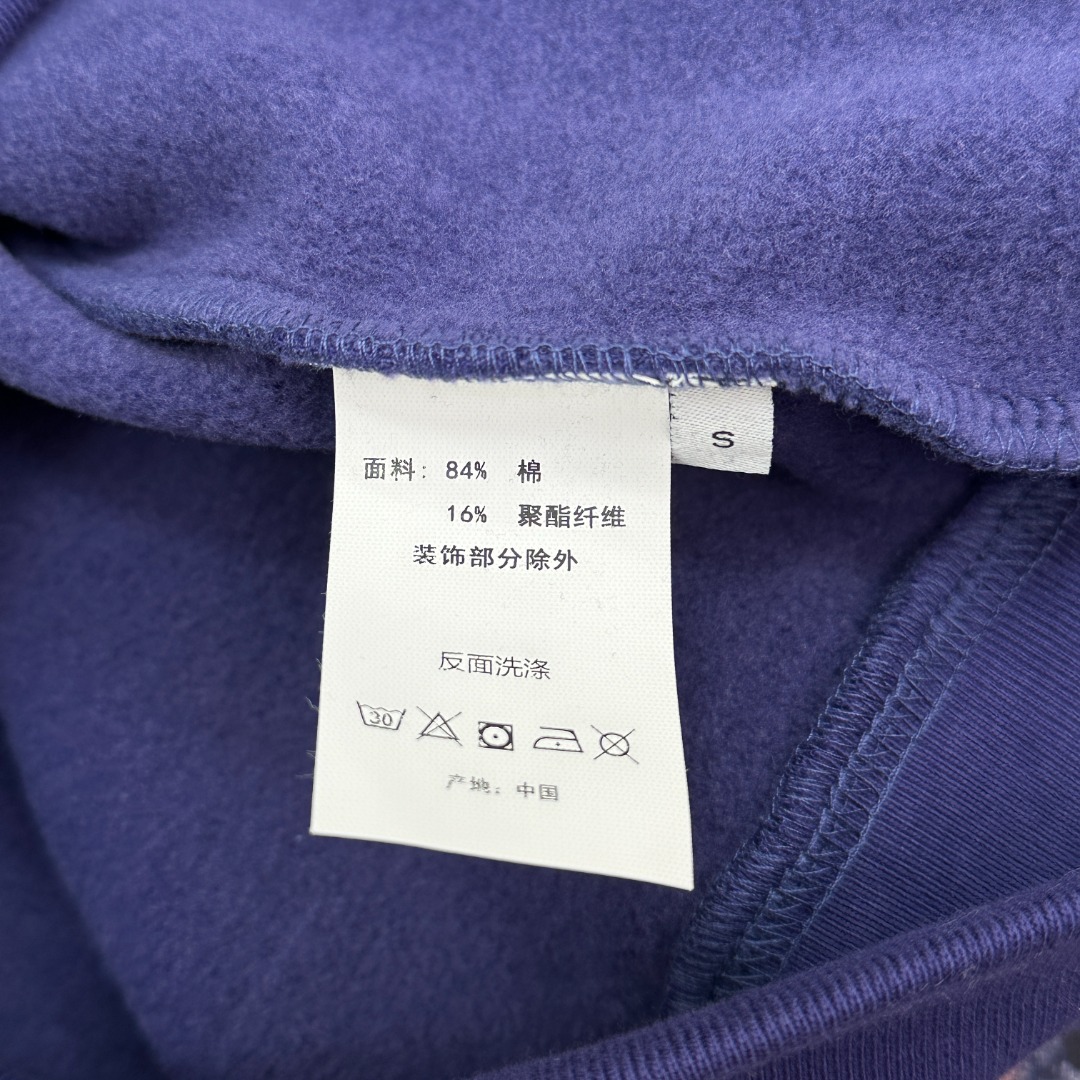 S
面料: 84% 棉
16% 聚酯纤维
装饰部分除外
反面洗涤
30
产地: 中国